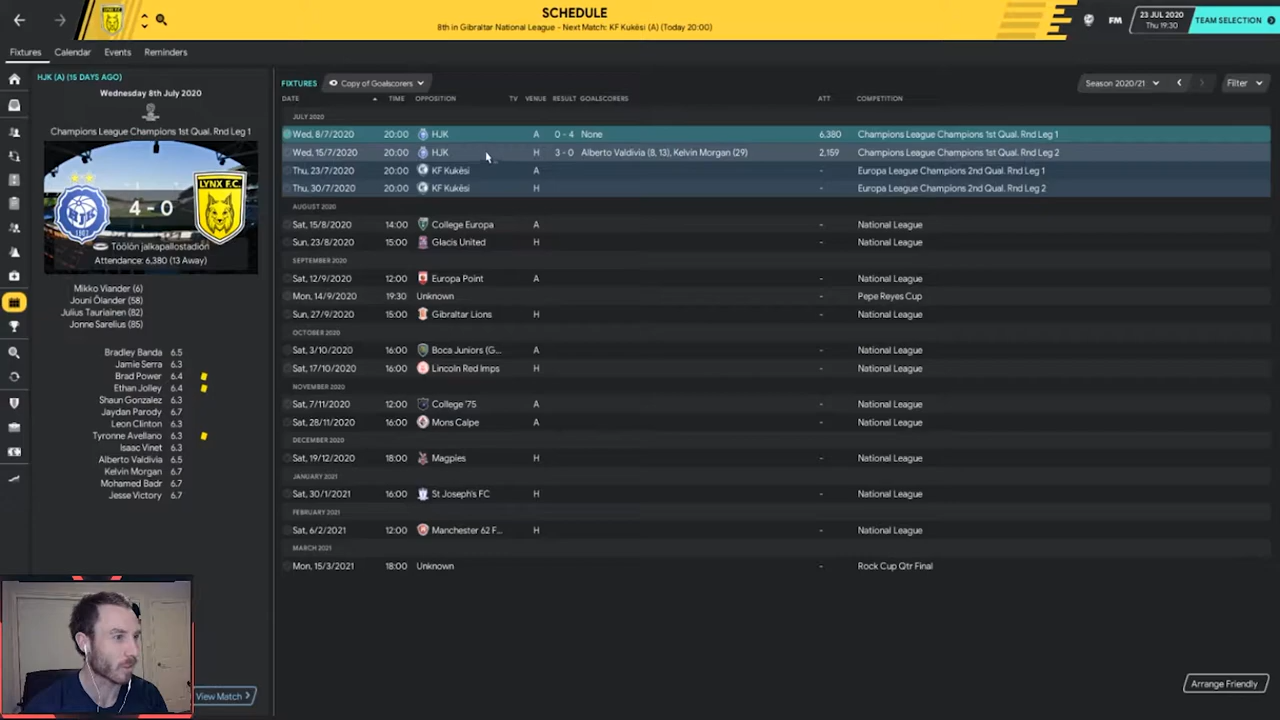 SCHEDULE
8th in Gibraltar National League - Next Match: KF Kukësi (A) (Today 20:00)
FM
23 JUL 2020
Thu 19:30
TEAM SELECTION
Fixtures Calendar Events Reminders
HJK (A) (15 DAYS AGO)
Wednesday 8th July 2020
Champions League Champions 1st Qual. Rnd Leg 1
HJK
LYNX F.C.
4 - 0
Töölön jalkapallostadion
Attendance: 6,380 (13 Away)
Mikko Viander (6)
Jouni Ölander (58)
Julius Tauriainen (82)
Jonne Sarelius (85)
Bradley Banda 6.5
Jamie Serra 6.3
Brad Power 6.4
Ethan Jolley 6.4
Shaun Gonzalez 6.3
Jaydan Parody 6.7
Leon Clinton 6.3
Tyronne Avellano 6.3
Isaac Vinet 6.3
Alberto Valdivia 6.5
Kelvin Morgan 6.7
Mohamed Badr 6.7
Jesse Victory 6.7
View Match
FIXTURES Copy of Goalscorers Season 2020/21 Filter
DATE TIME OPPOSITION TV VENUE RESULT GOALSCORERS ATT COMPETITION
JULY 2020
Wed, 8/7/2020 20:00 HJK A 0 - 4 None 6,380 Champions League Champions 1st Qual. Rnd Leg 1
Wed, 15/7/2020 20:00 HJK H 3 - 0 Alberto Valdivia (8, 13), Kelvin Morgan (29) 2,159 Champions League Champions 1st Qual. Rnd Leg 2
Thu, 23/7/2020 20:00 KF Kukësi A - Europa League Champions 2nd Qual. Rnd Leg 1
Thu, 30/7/2020 20:00 KF Kukësi H - Europa League Champions 2nd Qual. Rnd Leg 2
AUGUST 2020
Sat, 15/8/2020 14:00 College Europa A - National League
Sun, 23/8/2020 15:00 Glacis United H - National League
SEPTEMBER 2020
Sat, 12/9/2020 12:00 Europa Point A - National League
Mon, 14/9/2020 19:30 Unknown - Pepe Reyes Cup
Sun, 27/9/2020 15:00 Gibraltar Lions H - National League
OCTOBER 2020
Sat, 3/10/2020 16:00 Boca Juniors (G... A - National League
Sat, 17/10/2020 16:00 Lincoln Red Imps H - National League
NOVEMBER 2020
Sat, 7/11/2020 12:00 College '75 A - National League
Sat, 28/11/2020 16:00 Mons Calpe A - National League
DECEMBER 2020
Sat, 19/12/2020 18:00 Magpies H - National League
JANUARY 2021
Sat, 30/1/2021 16:00 St Joseph's FC H - National League
FEBRUARY 2021
Sat, 6/2/2021 12:00 Manchester 62 F... H - National League
MARCH 2021
Mon, 15/3/2021 18:00 Unknown - Rock Cup Qtr Final
Arrange Friendly